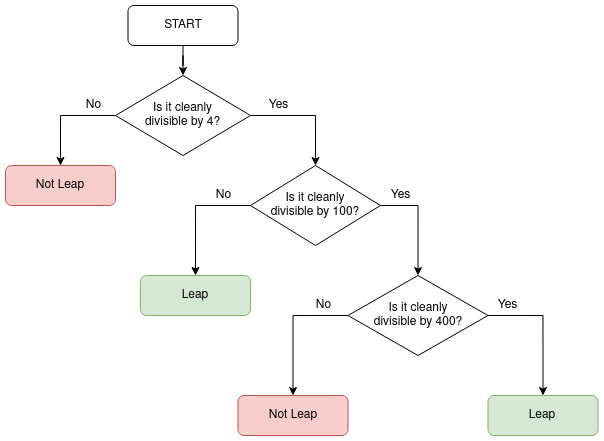 START
No
Is it cleanly
divisible by 4?
Yes
Not Leap
No
Is it cleanly
divisible by 100?
Yes
Leap
No
Is it cleanly
divisible by 400?
Yes
Not Leap
Leap